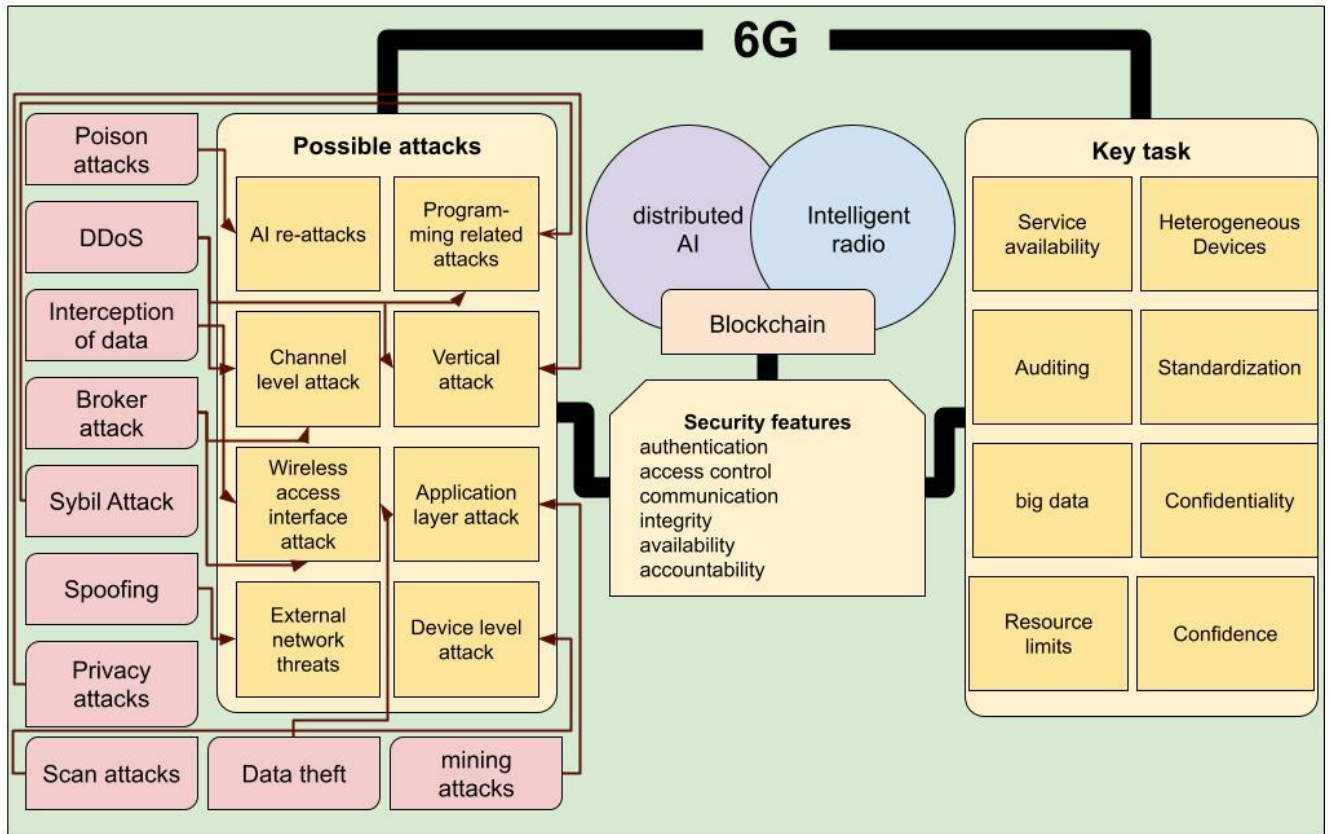 6G
Poison
attacks
DDoS
Interception
of data
Broker
attack
Sybil Attack
Spoofing
Privacy
attacks
Scan attacks
Data theft
mining
attacks
Possible attacks
AI re-attacks
Program-
ming related
attacks
Channel
level attack
Vertical
attack
Wireless
access
interface
attack
Application
layer attack
External
network
threats
Device level
attack
distributed
AI
Intelligent
radio
Blockchain
Security features
authentication
access control
communication
integrity
availability
accountability
Key task
Service
availability
Heterogeneous
Devices
Auditing
Standardization
big data
Confidentiality
Resource
limits
Confidence